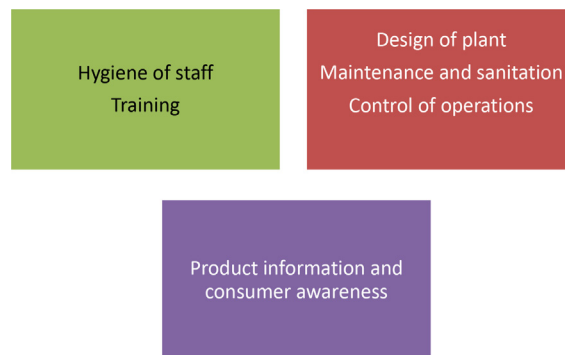 Hygiene of staff
Training
Design of plant
Maintenance and sanitation
Control of operations
Product information and
consumer awareness